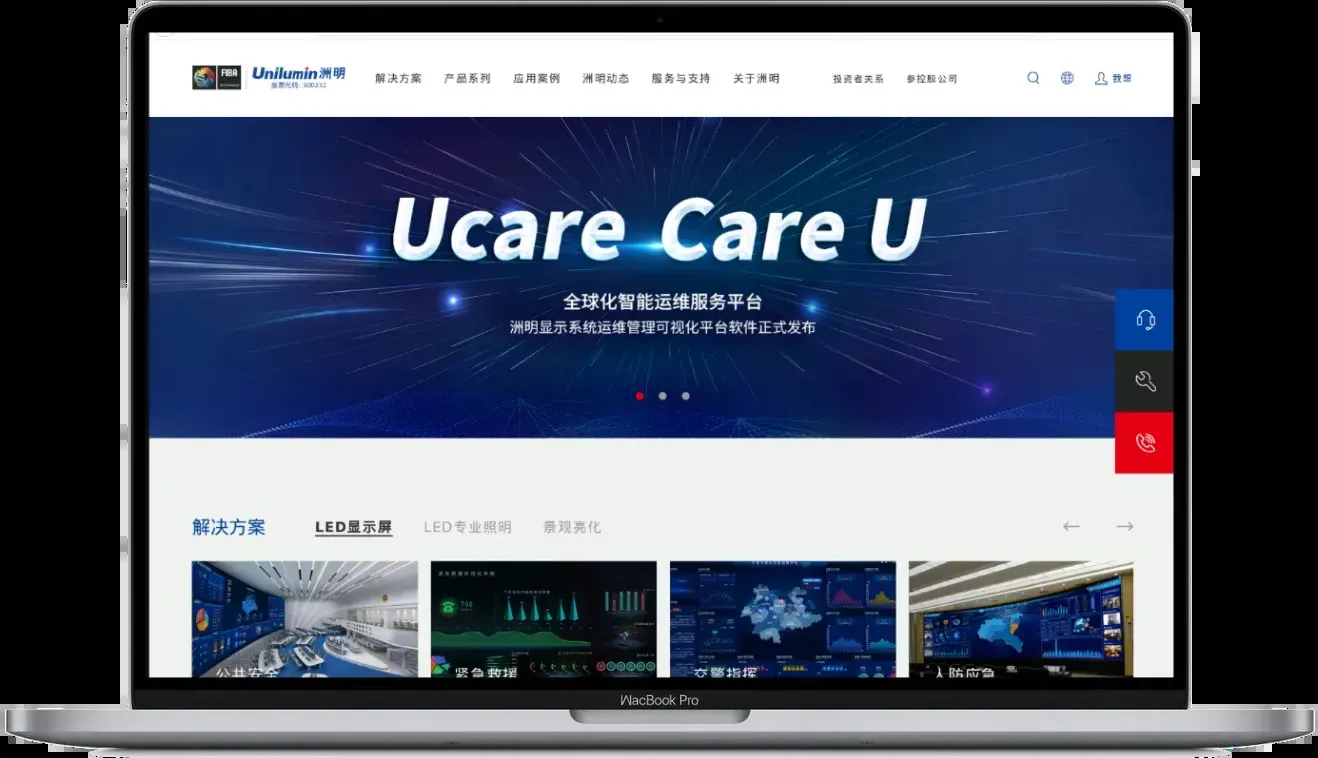 FIBA
Unilumin洲明
股票代码: 300232
解决方案 产品系列 应用案例 洲明动态 服务与支持 关于洲明 投资者关系 参控股公司 我想
Ucare Care U
全球化智能运维服务平台
洲明显示系统运维管理可视化平台软件正式发布
解决方案 LED显示屏 LED专业照明 景观亮化
公共安全 紧急救援 交警指挥 人防应急
MacBook Pro